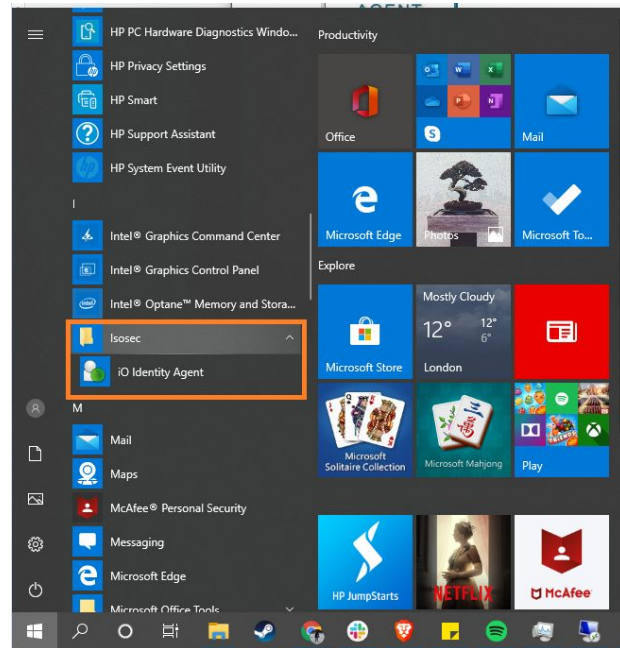 AGENT
HP PC Hardware Diagnostics Windo...
HP Privacy Settings
HP Smart
HP Support Assistant
HP System Event Utility
I
Intel® Graphics Command Center
Intel® Graphics Control Panel
Intel® Optane™ Memory and Stora...
Isosec
iO Identity Agent
M
Mail
Maps
McAfee® Personal Security
Messaging
Microsoft Edge
Microsoft Office Tools
Productivity
Office
Mail
Microsoft Edge
Photos
Microsoft To...
Explore
Microsoft Store
Mostly Cloudy
12° 12°
6°
London
Microsoft
Solitaire Collection
Microsoft Mahjong
Play
HP JumpStarts
NETFLIX
McAfee